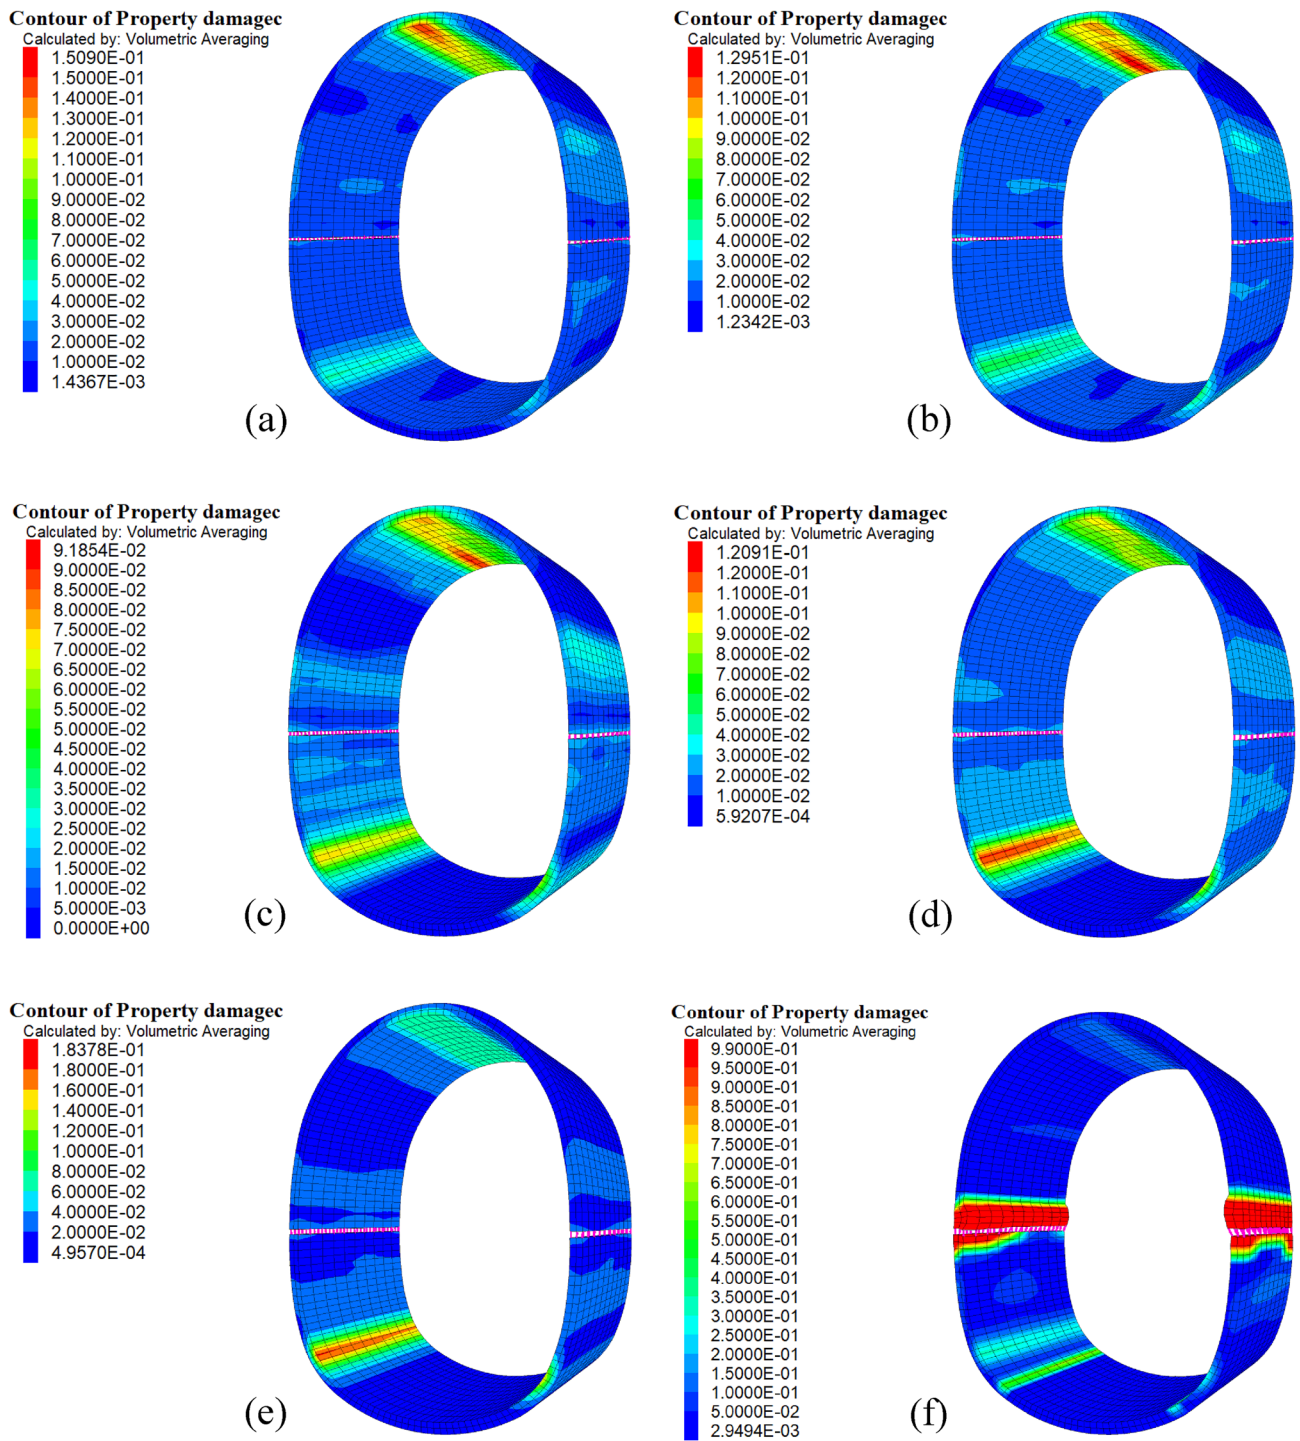 Contour of Property damagec
Calculated by: Volumetric Averaging
1.5090E-01
1.5000E-01
1.4000E-01
1.3000E-01
1.2000E-01
1.1000E-01
1.0000E-01
9.0000E-02
8.0000E-02
7.0000E-02
6.0000E-02
5.0000E-02
4.0000E-02
3.0000E-02
2.0000E-02
1.0000E-02
1.4367E-03
(a)
Contour of Property damagec
Calculated by: Volumetric Averaging
1.2951E-01
1.2000E-01
1.1000E-01
1.0000E-01
9.0000E-02
8.0000E-02
7.0000E-02
6.0000E-02
5.0000E-02
4.0000E-02
3.0000E-02
2.0000E-02
1.0000E-02
1.2342E-03
(b)
Contour of Property damagec
Calculated by: Volumetric Averaging
9.1854E-02
9.0000E-02
8.5000E-02
8.0000E-02
7.5000E-02
7.0000E-02
6.5000E-02
6.0000E-02
5.5000E-02
5.0000E-02
4.5000E-02
4.0000E-02
3.5000E-02
3.0000E-02
2.5000E-02
2.0000E-02
1.5000E-02
1.0000E-02
5.0000E-03
0.0000E+00
(c)
Contour of Property damagec
Calculated by: Volumetric Averaging
1.2091E-01
1.2000E-01
1.1000E-01
1.0000E-01
9.0000E-02
8.0000E-02
7.0000E-02
6.0000E-02
5.0000E-02
4.0000E-02
3.0000E-02
2.0000E-02
1.0000E-02
5.9207E-04
(d)
Contour of Property damagec
Calculated by: Volumetric Averaging
1.8378E-01
1.8000E-01
1.6000E-01
1.4000E-01
1.2000E-01
1.0000E-01
8.0000E-02
6.0000E-02
4.0000E-02
2.0000E-02
4.9570E-04
(e)
Contour of Property damagec
Calculated by: Volumetric Averaging
9.9000E-01
9.5000E-01
9.0000E-01
8.5000E-01
8.0000E-01
7.5000E-01
7.0000E-01
6.5000E-01
6.0000E-01
5.5000E-01
5.0000E-01
4.5000E-01
4.0000E-01
3.5000E-01
3.0000E-01
2.5000E-01
2.0000E-01
1.5000E-01
1.0000E-01
5.0000E-02
2.9494E-03
(f)